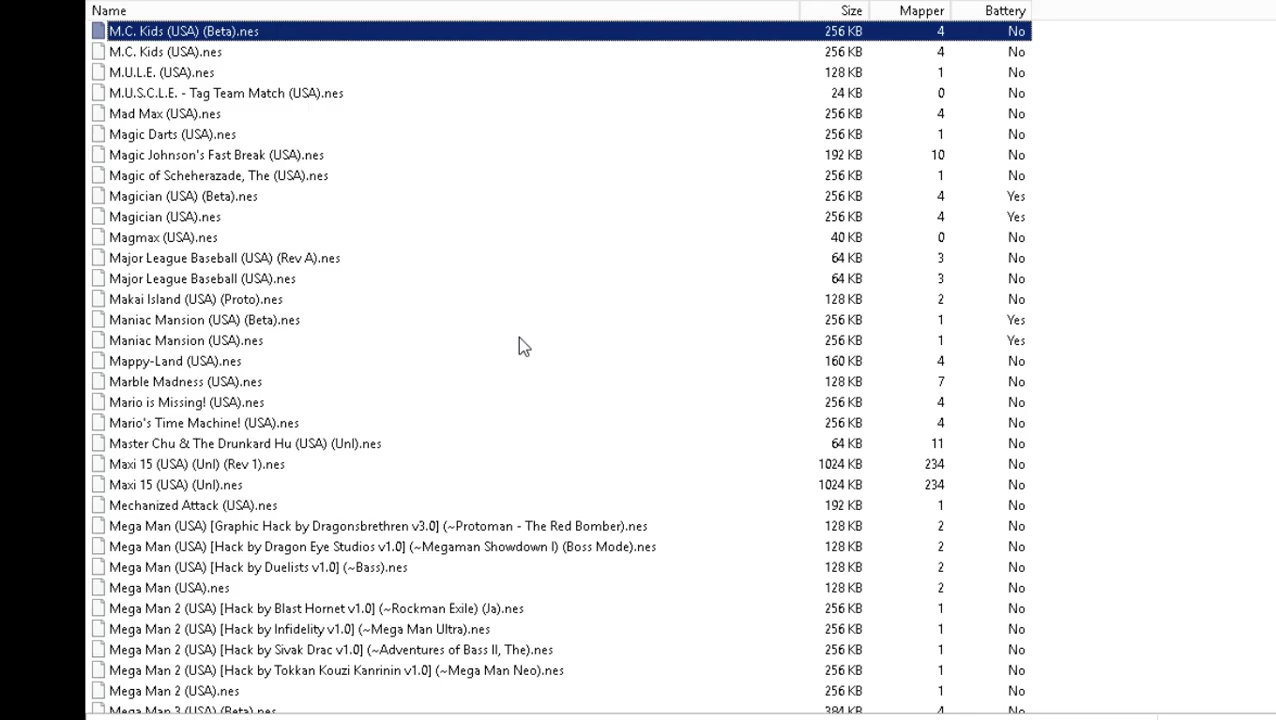 Name Size Mapper Battery
M.C. Kids (USA) (Beta).nes 256 KB 4 No
M.C. Kids (USA).nes 256 KB 4 No
M.U.L.E. (USA).nes 128 KB 1 No
M.U.S.C.L.E. - Tag Team Match (USA).nes 24 KB 0 No
Mad Max (USA).nes 256 KB 4 No
Magic Darts (USA).nes 256 KB 1 No
Magic Johnson's Fast Break (USA).nes 192 KB 10 No
Magic of Scheherazade, The (USA).nes 256 KB 1 No
Magician (USA) (Beta).nes 256 KB 4 Yes
Magician (USA).nes 256 KB 4 Yes
Magmax (USA).nes 40 KB 0 No
Major League Baseball (USA) (Rev A).nes 64 KB 3 No
Major League Baseball (USA).nes 64 KB 3 No
Makai Island (USA) (Proto).nes 128 KB 2 No
Maniac Mansion (USA) (Beta).nes 256 KB 1 Yes
Maniac Mansion (USA).nes 256 KB 1 Yes
Mappy-Land (USA).nes 160 KB 4 No
Marble Madness (USA).nes 128 KB 7 No
Mario is Missing! (USA).nes 256 KB 4 No
Mario's Time Machine! (USA).nes 256 KB 4 No
Master Chu & The Drunkard Hu (USA) (Unl).nes 64 KB 11 No
Maxi 15 (USA) (Unl) (Rev 1).nes 1024 KB 234 No
Maxi 15 (USA) (Unl).nes 1024 KB 234 No
Mechanized Attack (USA).nes 192 KB 1 No
Mega Man (USA) [Graphic Hack by Dragonsbrethren v3.0] (~Protoman - The Red Bomber).nes 128 KB 2 No
Mega Man (USA) [Hack by Dragon Eye Studios v1.0] (~Megaman Showdown I) (Boss Mode).nes 128 KB 2 No
Mega Man (USA) [Hack by Duelists v1.0] (~Bass).nes 128 KB 2 No
Mega Man (USA).nes 128 KB 2 No
Mega Man 2 (USA) [Hack by Blast Hornet v1.0] (~Rockman Exile) (Ja).nes 256 KB 1 No
Mega Man 2 (USA) [Hack by Infidelity v1.0] (~Mega Man Ultra).nes 256 KB 1 No
Mega Man 2 (USA) [Hack by Sivak Drac v1.0] (~Adventures of Bass II, The).nes 256 KB 1 No
Mega Man 2 (USA) [Hack by Tokkan Kouzi Kanrinin v1.0] (~Mega Man Neo).nes 256 KB 1 No
Mega Man 2 (USA).nes 256 KB 1 No
Mega Man 3 (USA) (Beta).nes 384 KB 4 No